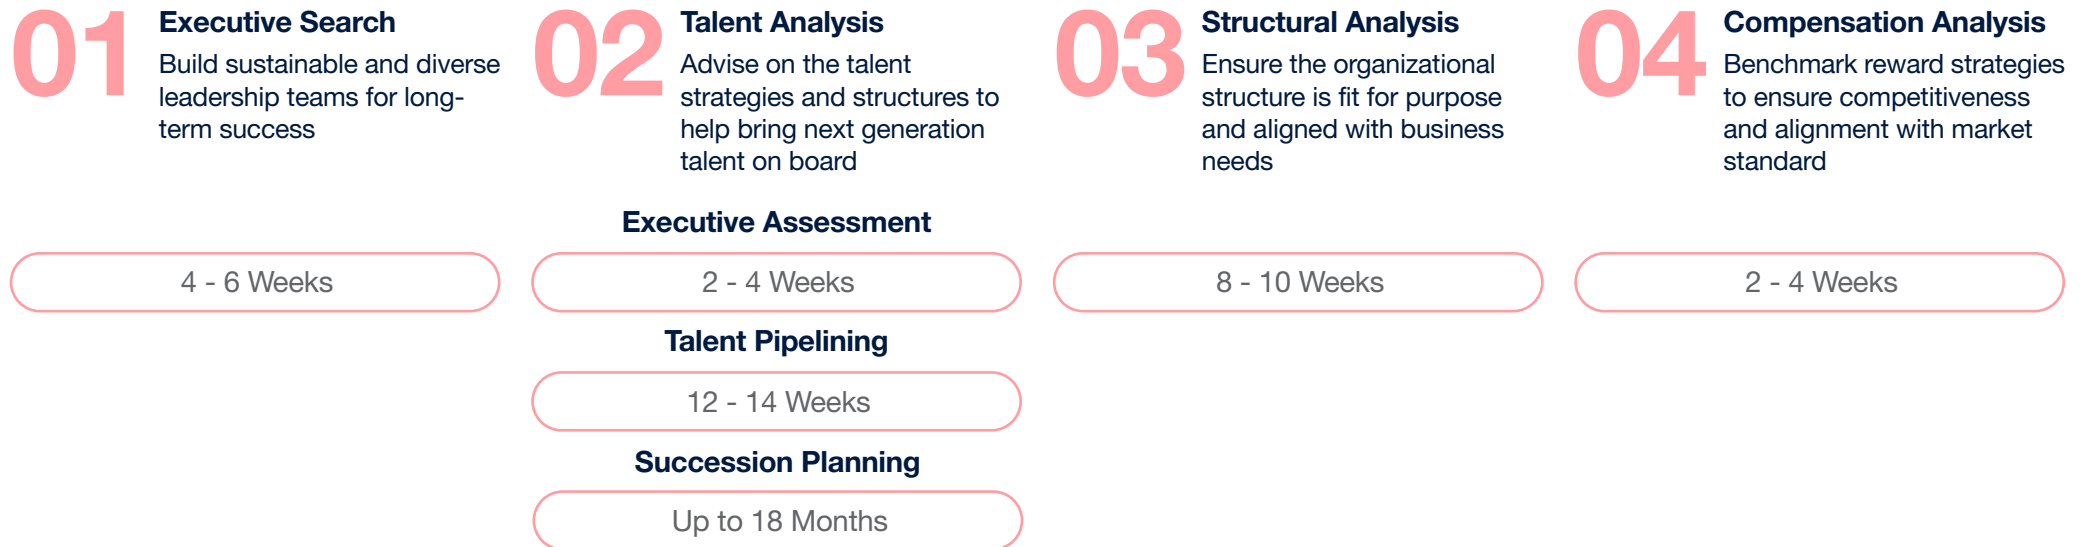 01
Executive Search
Build sustainable and diverse
leadership teams for long-
term success
4 - 6 Weeks
02
Talent Analysis
Advise on the talent
strategies and structures to
help bring next generation
talent on board
Executive Assessment
2 - 4 Weeks
Talent Pipelining
12 - 14 Weeks
Succession Planning
Up to 18 Months
03
Structural Analysis
Ensure the organizational
structure is fit for purpose
and aligned with business
needs
8 - 10 Weeks
04
Compensation Analysis
Benchmark reward strategies
to ensure competitiveness
and alignment with market
standard
2 - 4 Weeks